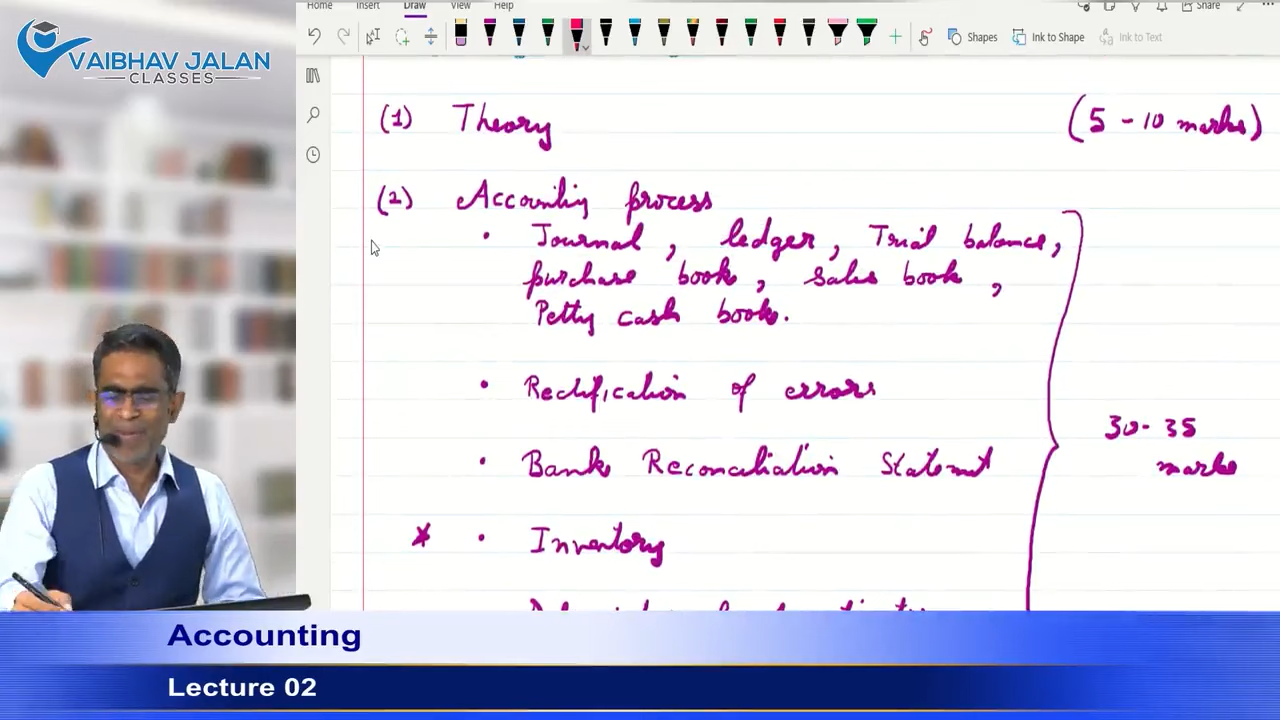 VAIBHAV JALAN
CLASSES
Home Insert Draw View Help Share
Shapes Ink to Shape Ink to Text
(1) Theory (5 - 10 marks)
(2) Accounting process
• Journal, ledger, Trial balance,
purchase book, sales book,
Petty cash book.
• Rectification of errors
• Bank Reconciliation Statement
30-35
marks
* • Inventory
Accounting
Lecture 02